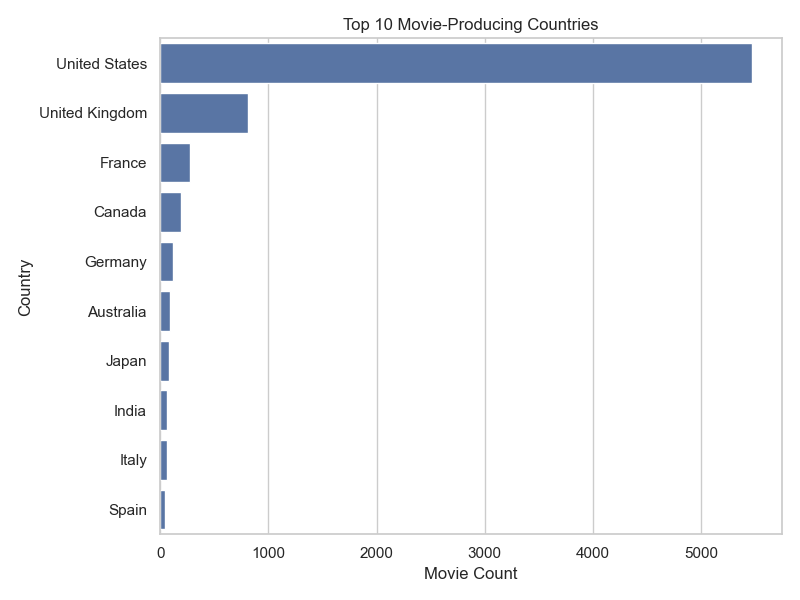 Top 10 Movie-Producing Countries
United States
United Kingdom
France
Canada
Germany
Australia
Japan
India
Italy
Spain
Country
0 1000 2000 3000 4000 5000
Movie Count